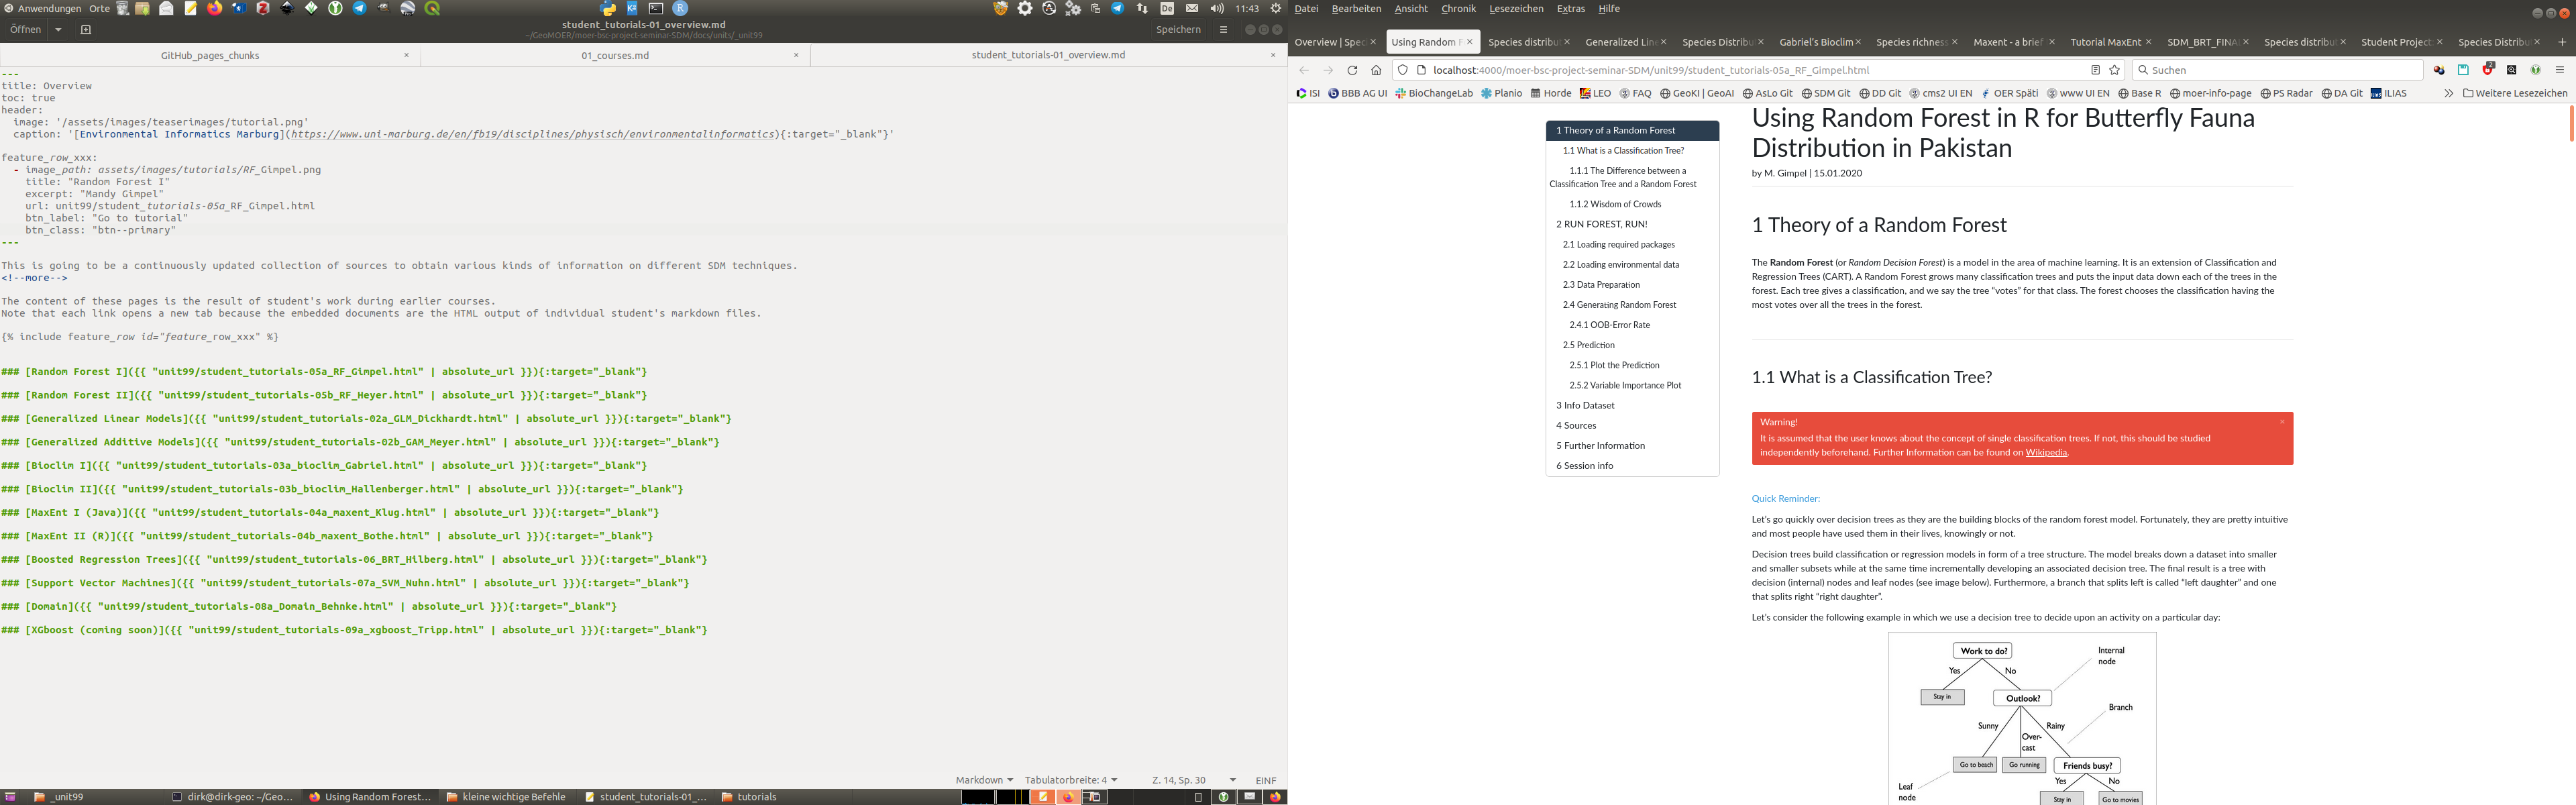 Anwendungen Orte
De 11:43
Öffnen
student_tutorials-01_overview.md
~/GeoMOER/moer-bsc-project-seminar-SDM/docs/units/_unit99
Speichern
GitHub_pages_chunks × 01_courses.md × student_tutorials-01_overview.md ×
---
title: Overview
toc: true
header:
image: '/assets/images/teaserimages/tutorial.png'
caption: '[Environmental Informatics Marburg](https://www.uni-marburg.de/en/fb19/disciplines/physisch/environmentalinformatics){:target="_blank"}'
feature_row_xxx:
- image_path: assets/images/tutorials/RF_Gimpel.png
title: "Random Forest I"
excerpt: "Mandy Gimpel"
url: unit99/student_tutorials-05a_RF_Gimpel.html
btn_label: "Go to tutorial"
btn_class: "btn--primary"
---
This is going to be a continuously updated collection of sources to obtain various kinds of information on different SDM techniques.
<!--more-->
The content of these pages is the result of student's work during earlier courses.
Note that each link opens a new tab because the embedded documents are the HTML output of individual student's markdown files.
{% include feature_row id="feature_row_xxx" %}
### [Random Forest I]({{ "unit99/student_tutorials-05a_RF_Gimpel.html" | absolute_url }}){:target="_blank"}
### [Random Forest II]({{ "unit99/student_tutorials-05b_RF_Heyer.html" | absolute_url }}){:target="_blank"}
### [Generalized Linear Models]({{ "unit99/student_tutorials-02a_GLM_Dickhardt.html" | absolute_url }}){:target="_blank"}
### [Generalized Additive Models]({{ "unit99/student_tutorials-02b_GAM_Meyer.html" | absolute_url }}){:target="_blank"}
### [Bioclim I]({{ "unit99/student_tutorials-03a_bioclim_Gabriel.html" | absolute_url }}){:target="_blank"}
### [Bioclim II]({{ "unit99/student_tutorials-03b_bioclim_Hallenberger.html" | absolute_url }}){:target="_blank"}
### [MaxEnt I (Java)]({{ "unit99/student_tutorials-04a_maxent_Klug.html" | absolute_url }}){:target="_blank"}
### [MaxEnt II (R)]({{ "unit99/student_tutorials-04b_maxent_Bothe.html" | absolute_url }}){:target="_blank"}
### [Boosted Regression Trees]({{ "unit99/student_tutorials-06_BRT_Hilberg.html" | absolute_url }}){:target="_blank"}
### [Support Vector Machines]({{ "unit99/student_tutorials-07a_SVM_Nuhn.html" | absolute_url }}){:target="_blank"}
### [Domain]({{ "unit99/student_tutorials-08a_Domain_Behnke.html" | absolute_url }}){:target="_blank"}
### [XGboost (coming soon)]({{ "unit99/student_tutorials-09a_xgboost_Tripp.html" | absolute_url }}){:target="_blank"}
Markdown Tabulatorbreite: 4 Z. 14, Sp. 30 EINF
_unit99 dirk@dirk-geo: ~/Geo... Using Random Forest... kleine wichtige Befehle student_tutorials-01_... tutorials
Datei Bearbeiten Ansicht Chronik Lesezeichen Extras Hilfe
Overview | Spec × Using Random F × Species distribut × Generalized Line × Species Distribut × Gabriel's Bioclim × Species richness × Maxent - a brief × Tutorial MaxEnt × SDM_BRT_FINAL × Species distribut × Student Project × Species Distribut ×
localhost:4000/moer-bsc-project-seminar-SDM/unit99/student_tutorials-05a_RF_Gimpel.html
Suchen
ISI BBB AG UI BioChangeLab Planio Horde LEO FAQ GeoKI | GeoAI AsLo Git SDM Git DD Git cms2 UI EN OER Späti www UI EN Base R moer-info-page PS Radar DA Git ILIAS Weitere Lesezeichen
1 Theory of a Random Forest
1.1 What is a Classification Tree?
1.1.1 The Difference between a
Classification Tree and a Random Forest
1.1.2 Wisdom of Crowds
2 RUN FOREST, RUN!
2.1 Loading required packages
2.2 Loading environmental data
2.3 Data Preparation
2.4 Generating Random Forest
2.4.1 OOB-Error Rate
2.5 Prediction
2.5.1 Plot the Prediction
2.5.2 Variable Importance Plot
3 Info Dataset
4 Sources
5 Further Information
6 Session info
Using Random Forest in R for Butterfly Fauna
Distribution in Pakistan
by M. Gimpel | 15.01.2020
1 Theory of a Random Forest
The Random Forest (or Random Decision Forest) is a model in the area of machine learning. It is an extension of Classification and
Regression Trees (CART). A Random Forest grows many classification trees and puts the input data down each of the trees in the
forest. Each tree gives a classification, and we say the tree “votes” for that class. The forest chooses the classification having the
most votes over all the trees in the forest.
1.1 What is a Classification Tree?
Warning! ×
It is assumed that the user knows about the concept of single classification trees. If not, this should be studied
independently beforehand. Further Information can be found on Wikipedia.
Quick Reminder:
Let’s go quickly over decision trees as they are the building blocks of the random forest model. Fortunately, they are pretty intuitive
and most people have used them in their lives, knowingly or not.
Decision trees build classification or regression models in form of a tree structure. The model breaks down a dataset into smaller
and smaller subsets while at the same time incrementally developing an associated decision tree. The final result is a tree with
decision (internal) nodes and leaf nodes (see image below). Furthermore, a branch that splits left is called “left daughter” and one
that splits right “right daughter”.
Let’s consider the following example in which we use a decision tree to decide upon an activity on a particular day:
Work to do?
Internal
node
Yes No
Stay in
Outlook?
Branch
Sunny Rainy
Over-
cast
Go to beach Go running Friends busy?
Yes No
Leaf
node
Stay in Go to movies